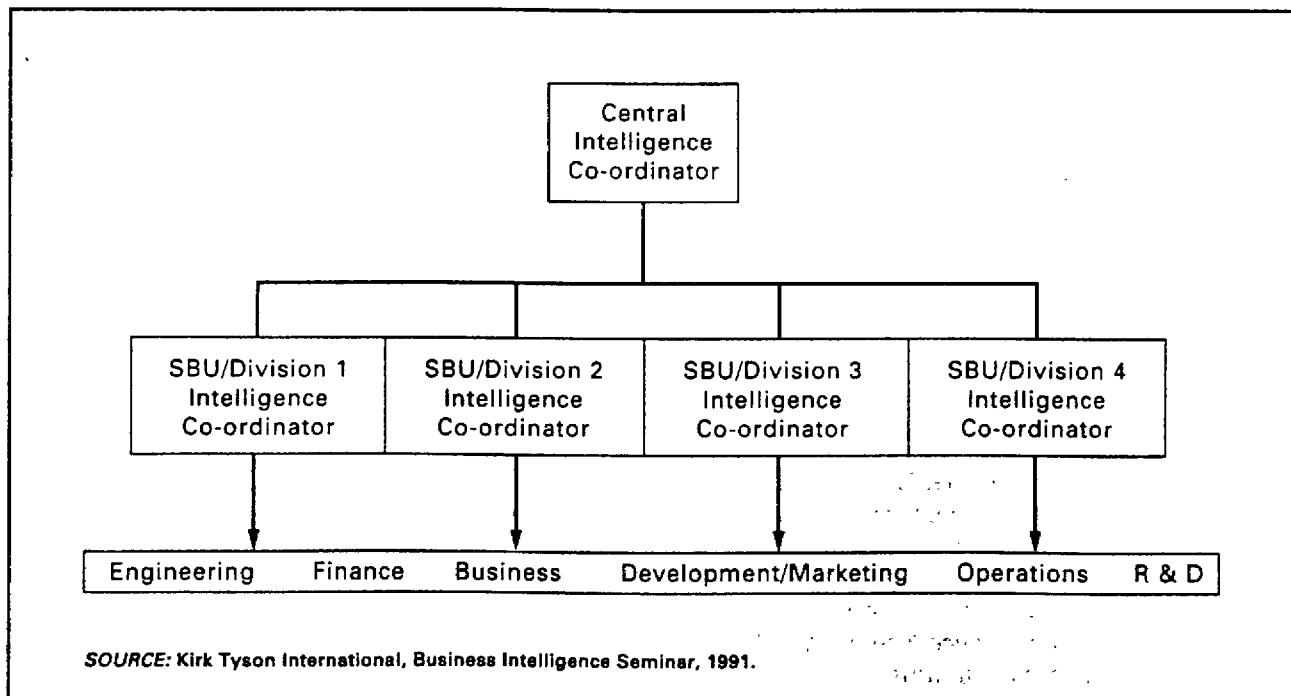 Central
Intelligence
Co-ordinator
SBU/Division 1
Intelligence
Co-ordinator
SBU/Division 2
Intelligence
Co-ordinator
SBU/Division 3
Intelligence
Co-ordinator
SBU/Division 4
Intelligence
Co-ordinator
Engineering Finance Business Development/Marketing Operations R & D
SOURCE: Kirk Tyson International, Business Intelligence Seminar, 1991.